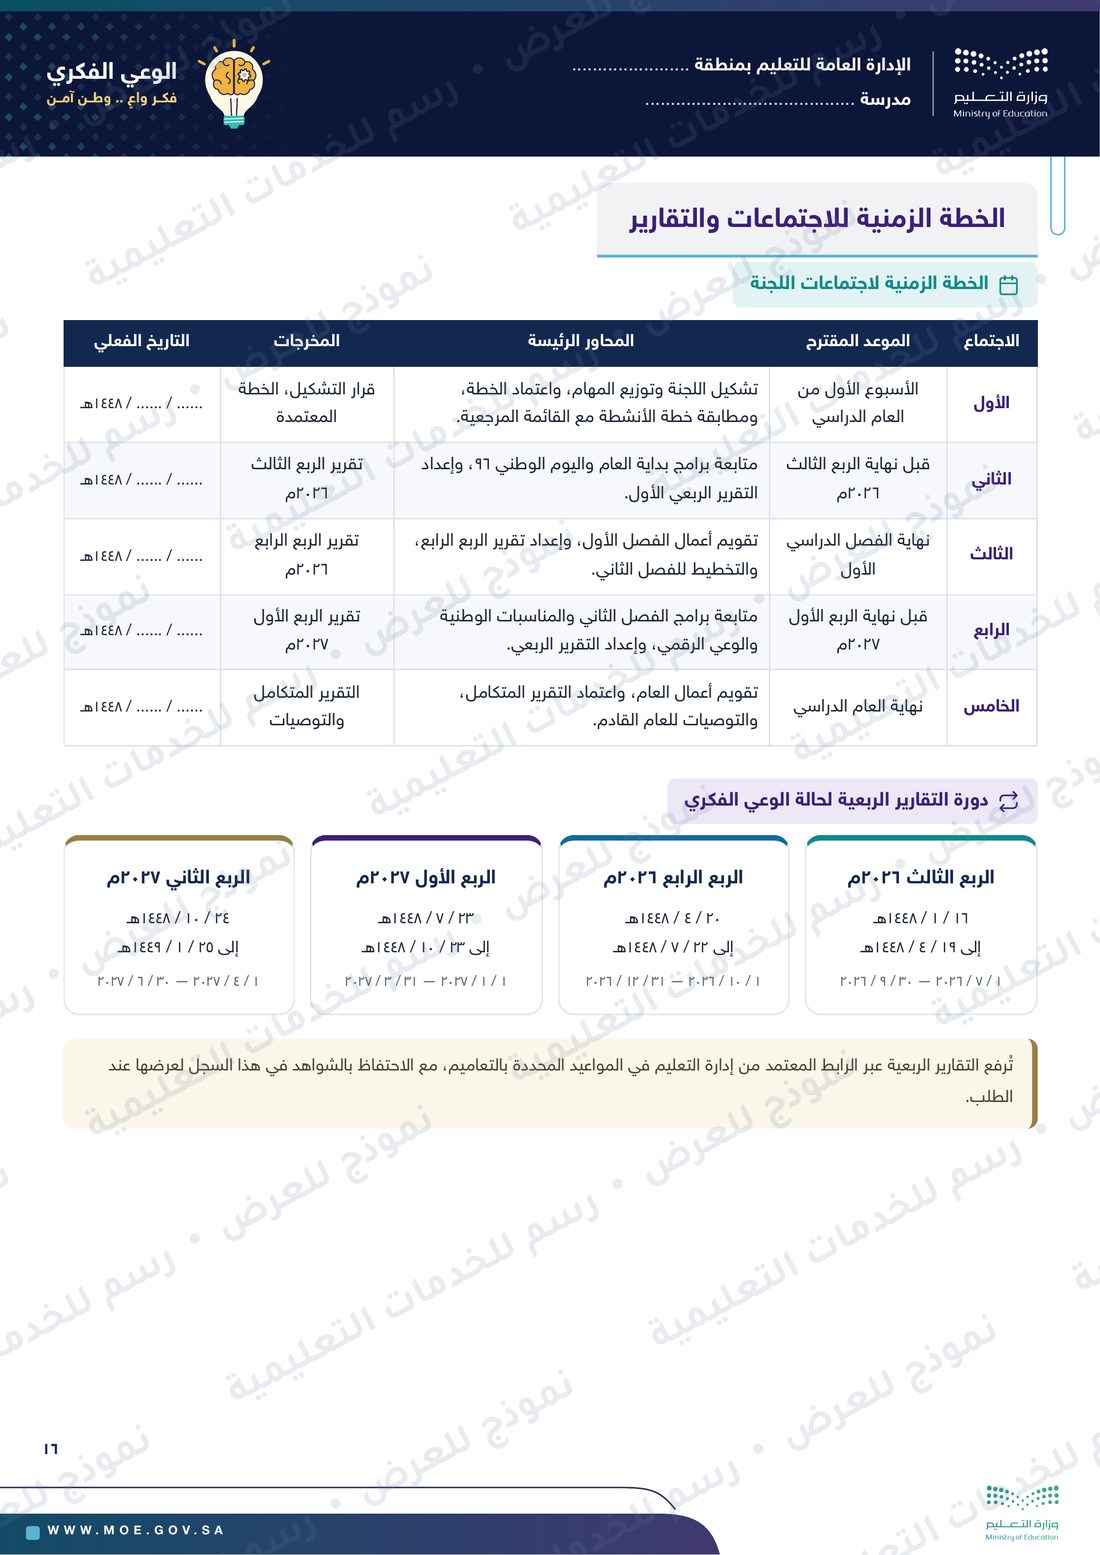 وزارة التعليم
Ministry of Education
الإدارة العامة للتعليم بمنطقة ......................
مدرسة ........................................
الوعي الفكري
فكر واعٍ .. وطن آمن
الخطة الزمنية للاجتماعات والتقارير
الخطة الزمنية لاجتماعات اللجنة
الاجتماع الموعد المقترح المحاور الرئيسة المخرجات التاريخ الفعلي
الأول
الأسبوع الأول من
العام الدراسي
تشكيل اللجنة وتوزيع المهام، واعتماد الخطة،
ومطابقة خطة الأنشطة مع القائمة المرجعية.
قرار التشكيل، الخطة
المعتمدة
...... / ...... / ١٤٤٨هـ
الثاني
قبل نهاية الربع الثالث
٢٠٢٦م
متابعة برامج بداية العام واليوم الوطني ٩٦، وإعداد
التقرير الربعي الأول.
تقرير الربع الثالث
٢٠٢٦م
...... / ...... / ١٤٤٨هـ
الثالث
نهاية الفصل الدراسي
الأول
تقويم أعمال الفصل الأول، وإعداد تقرير الربع الرابع،
والتخطيط للفصل الثاني.
تقرير الربع الرابع
٢٠٢٦م
...... / ...... / ١٤٤٨هـ
الرابع
قبل نهاية الربع الأول
٢٠٢٧م
متابعة برامج الفصل الثاني والمناسبات الوطنية
والوعي الرقمي، وإعداد التقرير الربعي.
تقرير الربع الأول
٢٠٢٧م
...... / ...... / ١٤٤٨هـ
الخامس
نهاية العام الدراسي
تقويم أعمال العام، واعتماد التقرير المتكامل،
والتوصيات للعام القادم.
التقرير المتكامل
والتوصيات
...... / ...... / ١٤٤٨هـ
دورة التقارير الربعية لحالة الوعي الفكري
الربع الثالث ٢٠٢٦م
١٦ / ١ / ١٤٤٨هـ
إلى ١٩ / ٤ / ١٤٤٨هـ
١ / ٧ / ٢٠٢٦ — ٣٠ / ٩ / ٢٠٢٦
الربع الرابع ٢٠٢٦م
٢٠ / ٤ / ١٤٤٨هـ
إلى ٢٢ / ٧ / ١٤٤٨هـ
١ / ١٠ / ٢٠٢٦ — ٣١ / ١٢ / ٢٠٢٦
الربع الأول ٢٠٢٧م
٢٣ / ٧ / ١٤٤٨هـ
إلى ٢٣ / ١٠ / ١٤٤٨هـ
١ / ١ / ٢٠٢٧ — ٣١ / ٣ / ٢٠٢٧
الربع الثاني ٢٠٢٧م
٢٤ / ١٠ / ١٤٤٨هـ
إلى ٢٥ / ١ / ١٤٤٩هـ
١ / ٤ / ٢٠٢٧ — ٣٠ / ٦ / ٢٠٢٧
تُرفع التقارير الربعية عبر الرابط المعتمد من إدارة التعليم في المواعيد المحددة بالتعاميم، مع الاحتفاظ بالشواهد في هذا السجل لعرضها عند
الطلب.
١٦
WWW.MOE.GOV.SA
وزارة التعليم
Ministry of Education
نموذج للعرض • رسم للخدمات التعليمية